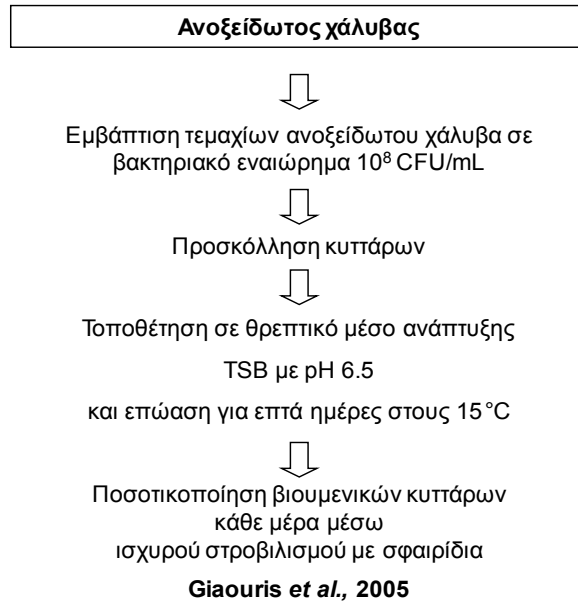 Ανοξείδωτος χάλυβας
Εμβάπτιση τεμαχίων ανοξείδωτου χάλυβα σε
βακτηριακό εναιώρημα 10⁸ CFU/mL
Προσκόλληση κυττάρων
Τοποθέτηση σε θρεπτικό μέσο ανάπτυξης
TSB με pH 6.5
και επώαση για επτά ημέρες στους 15°C
Ποσοτικοποίηση βιουμενικών κυττάρων
κάθε μέρα μέσω
ισχυρού στροβιλισμού με σφαιρίδια
Giaouris et al., 2005